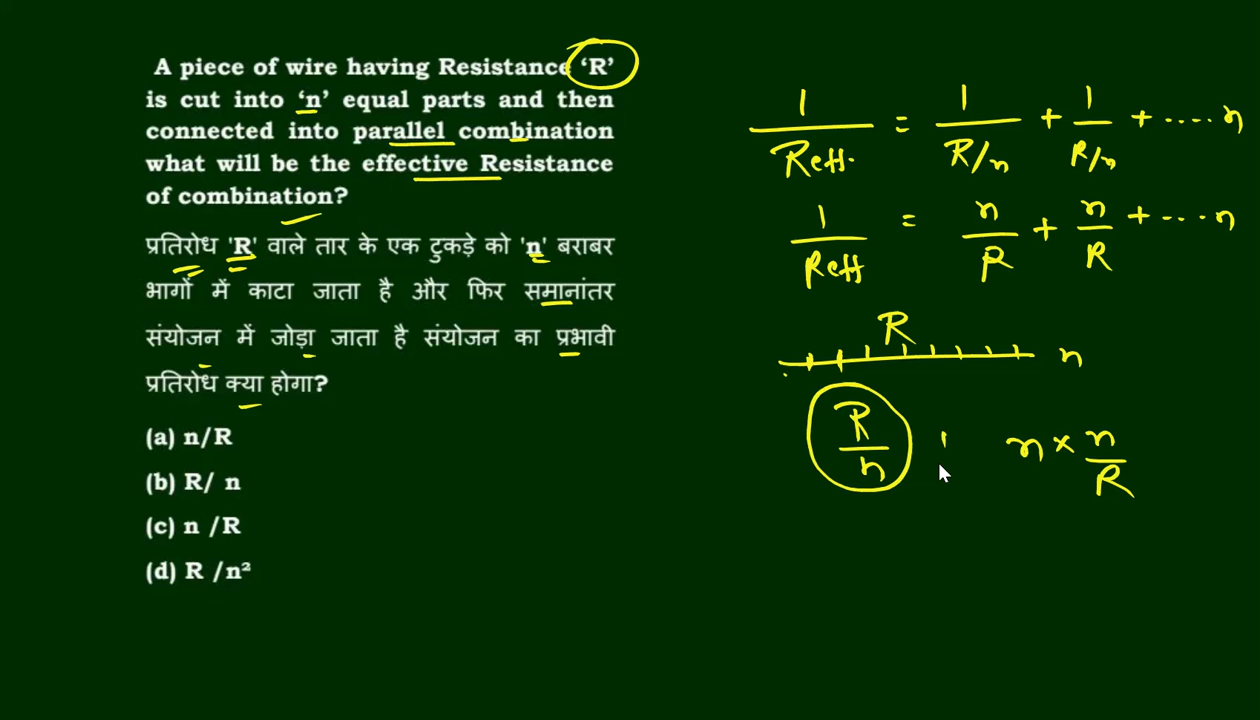 A piece of wire having Resistance 'R'
is cut into 'n' equal parts and then
connected into parallel combination
what will be the effective Resistance
of combination?
प्रतिरोध 'R' वाले तार के एक टुकड़े को 'n' बराबर
भागों में काटा जाता है और फिर समानांतर
संयोजन में जोड़ा जाता है संयोजन का प्रभावी
प्रतिरोध क्या होगा?
(a) n/R
(b) R/ n
(c) n /R
(d) R /n²
1/Reff. = 1/R/n + 1/R/n + .... n
1/Reff = n/R + n/R + .... n
R
n
R/n
n × n/R